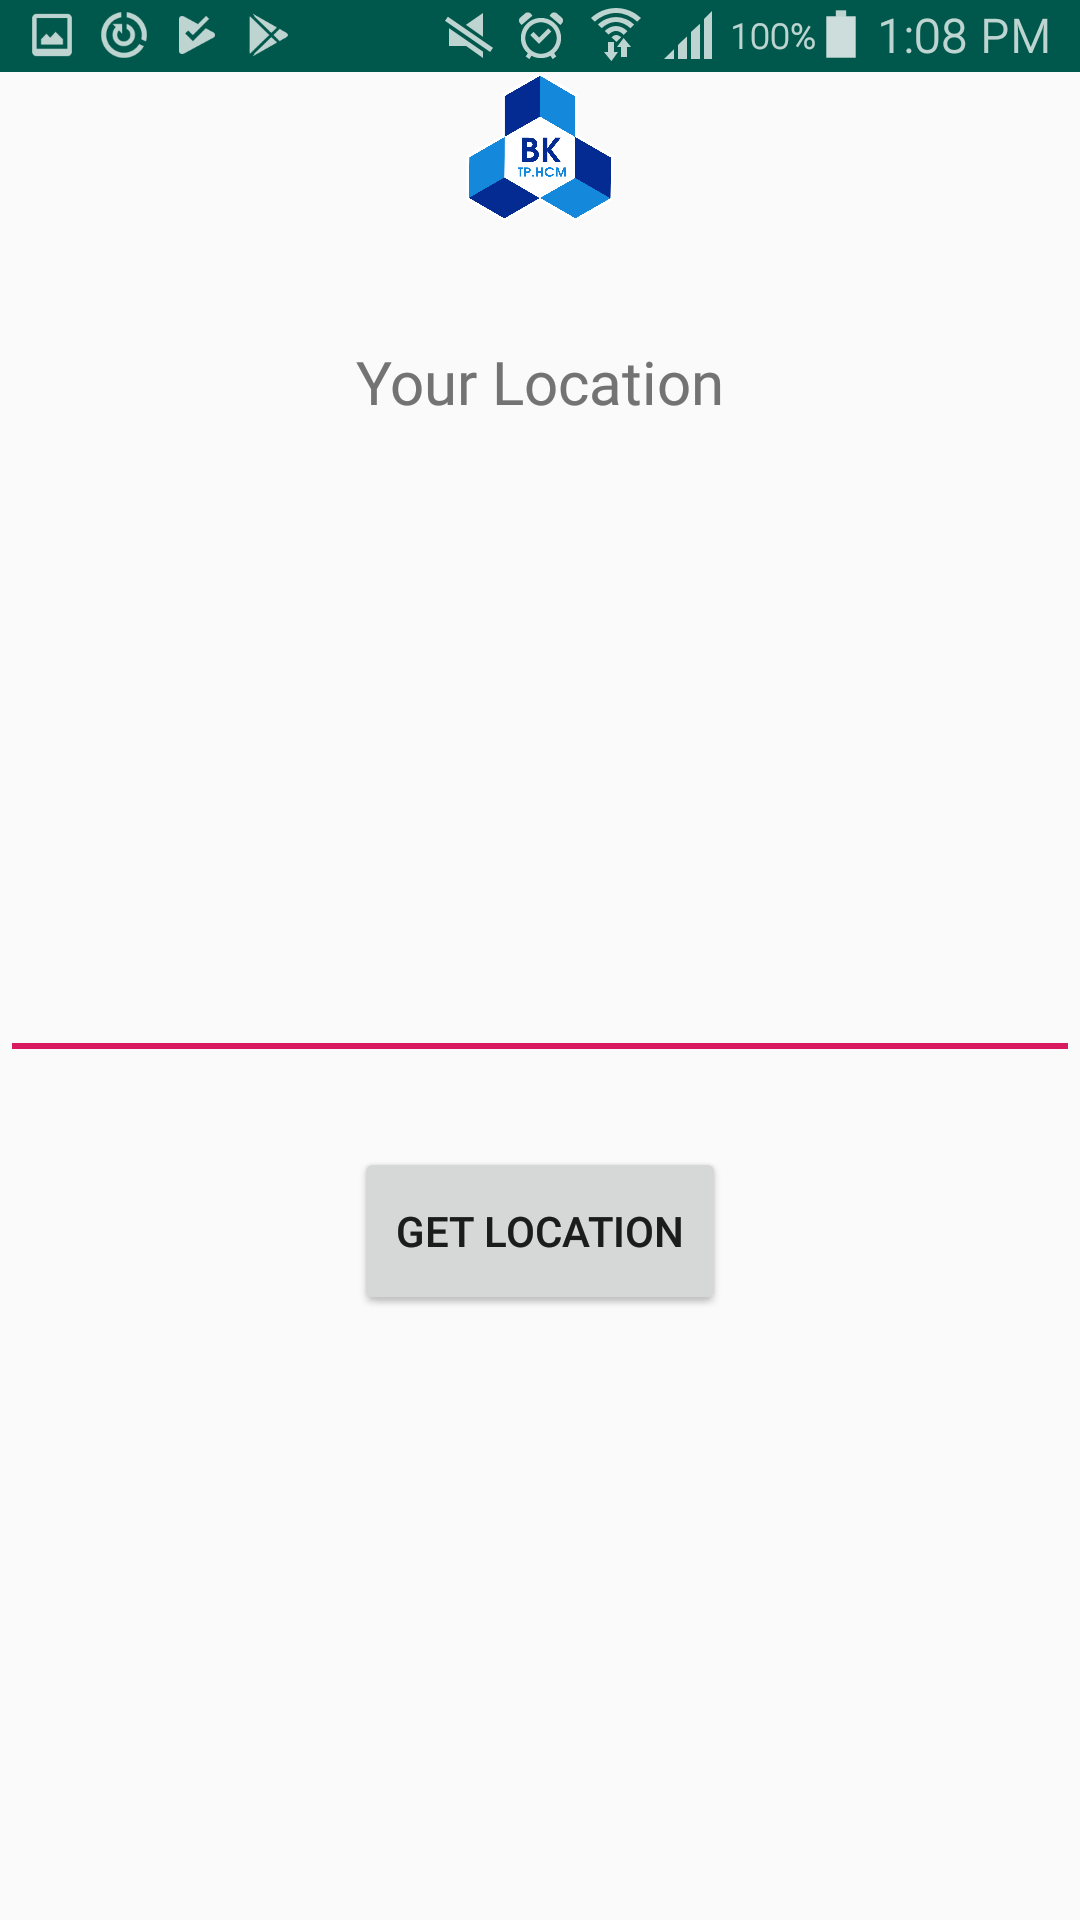 100% 1:08 PM
BK
TP.HCM
Your Location
GET LOCATION